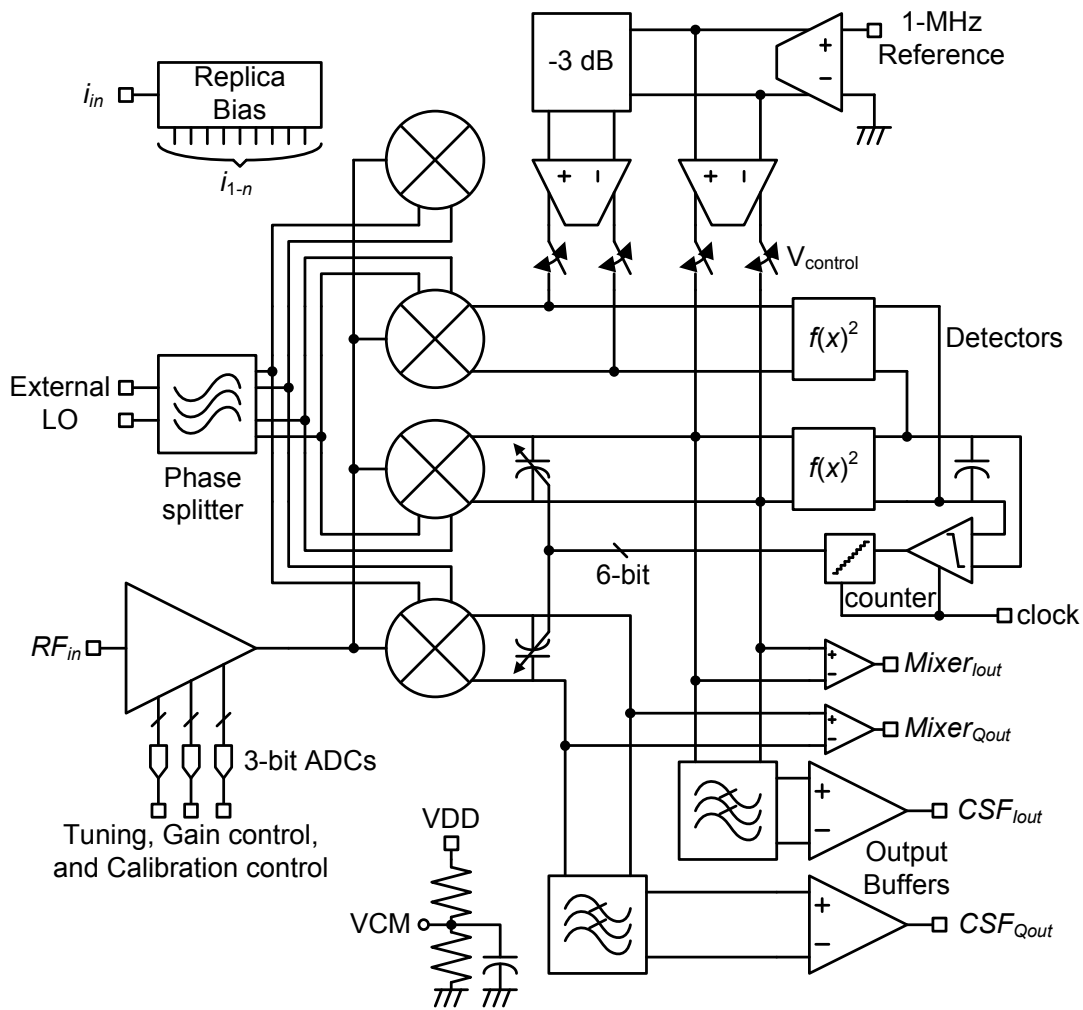 -3 dB
+
−
1-MHz
Reference
i_in
Replica
Bias
i_1-n
+ −
+ −
V_control
f(x)²
Detectors
External
LO
Phase
splitter
f(x)²
6-bit
counter
clock
RF_in
+
-
Mixer_Iout
+
-
Mixer_Qout
3-bit ADCs
Tuning, Gain control,
and Calibration control
+
−
CSF_Iout
VDD
Output
Buffers
VCM
+
−
CSF_Qout